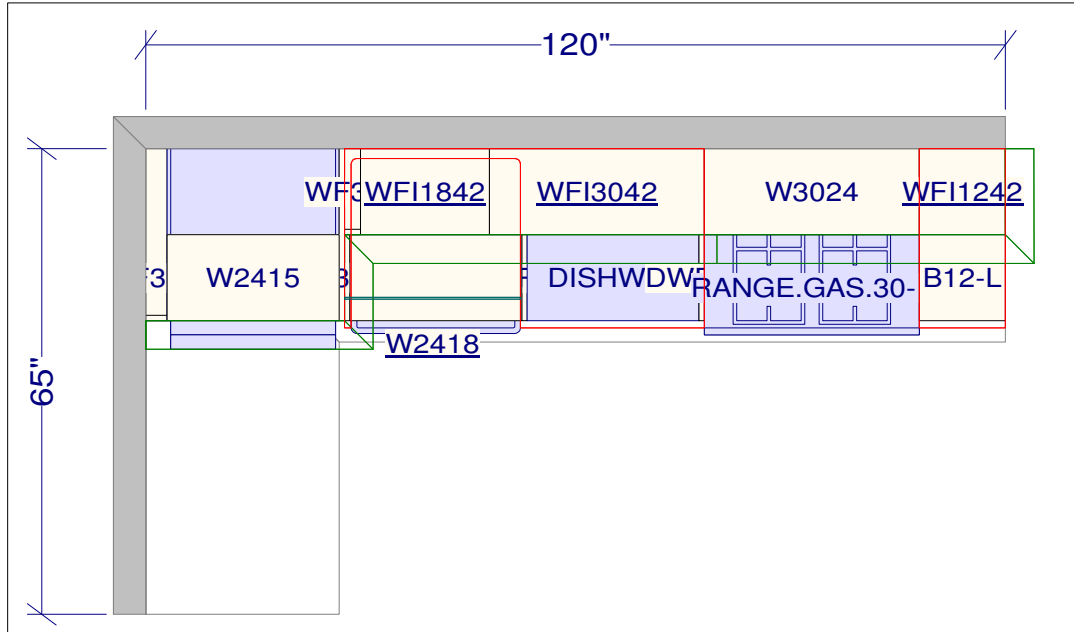 120"
WF3
WFI1842
WFI3042
W3024
WFI1242
F3
W2415
DISHWDW
RANGE.GAS.30-
B12-L
W2418
65"